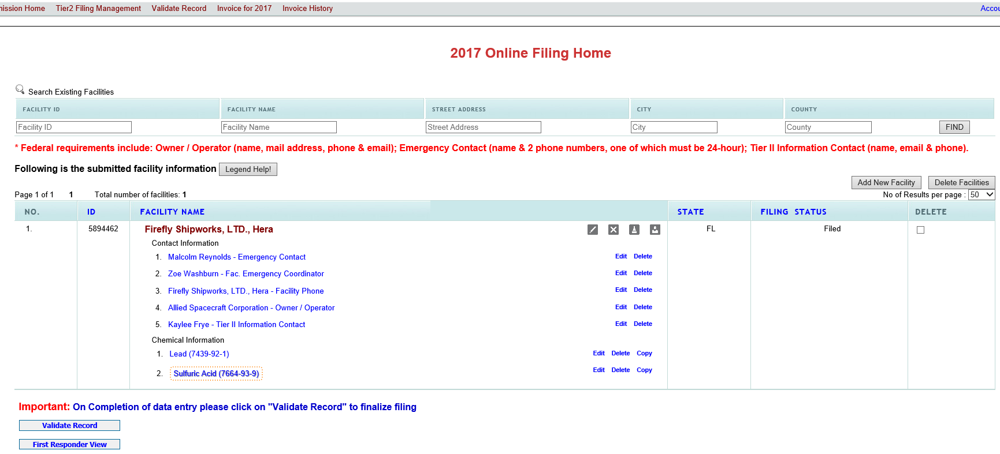 ission Home Tier2 Filing Management Validate Record Invoice for 2017 Invoice History Accou
2017 Online Filing Home
Search Existing Facilities
FACILITY ID FACILITY NAME STREET ADDRESS CITY COUNTY
Facility ID Facility Name Street Address City County FIND
* Federal requirements include: Owner / Operator (name, mail address, phone & email); Emergency Contact (name & 2 phone numbers, one of which must be 24-hour); Tier II Information Contact (name, email & phone).
Following is the submitted facility information Legend Help!
Add New Facility Delete Facilities
Page 1 of 1 1 Total number of facilities: 1 No of Results per page : 50
NO. ID FACILITY NAME STATE FILING STATUS DELETE
1. 5894462 Firefly Shipworks, LTD., Hera FL Filed
Contact Information
1. Malcolm Reynolds - Emergency Contact Edit Delete
2. Zoe Washburn - Fac. Emergency Coordinator Edit Delete
3. Firefly Shipworks, LTD., Hera - Facility Phone Edit Delete
4. Allied Spacecraft Corporation - Owner / Operator Edit Delete
5. Kaylee Frye - Tier II Information Contact Edit Delete
Chemical Information
1. Lead (7439-92-1) Edit Delete Copy
2. Sulfuric Acid (7664-93-9) Edit Delete Copy
Important: On Completion of data entry please click on "Validate Record" to finalize filing
Validate Record
First Responder View